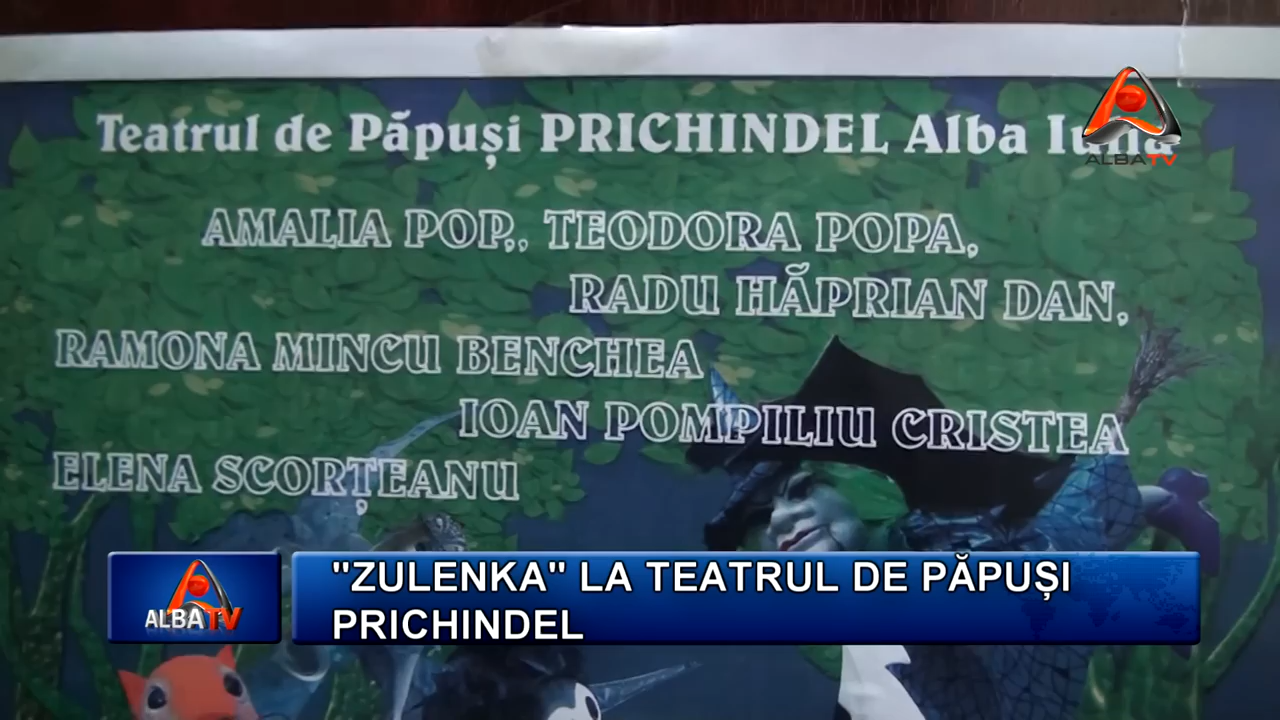 Teatrul de Păpuși PRICHINDEL Alba Iulia
ALBA TV
AMALIA POP,, TEODORA POPA,
RADU HĂPRIAN DAN,
RAMONA MINCU BENCHEA
IOAN POMPILIU CRISTEA
ELENA SCORȚEANU
ALBA TV
"ZULENKA" LA TEATRUL DE PĂPUȘI
PRICHINDEL